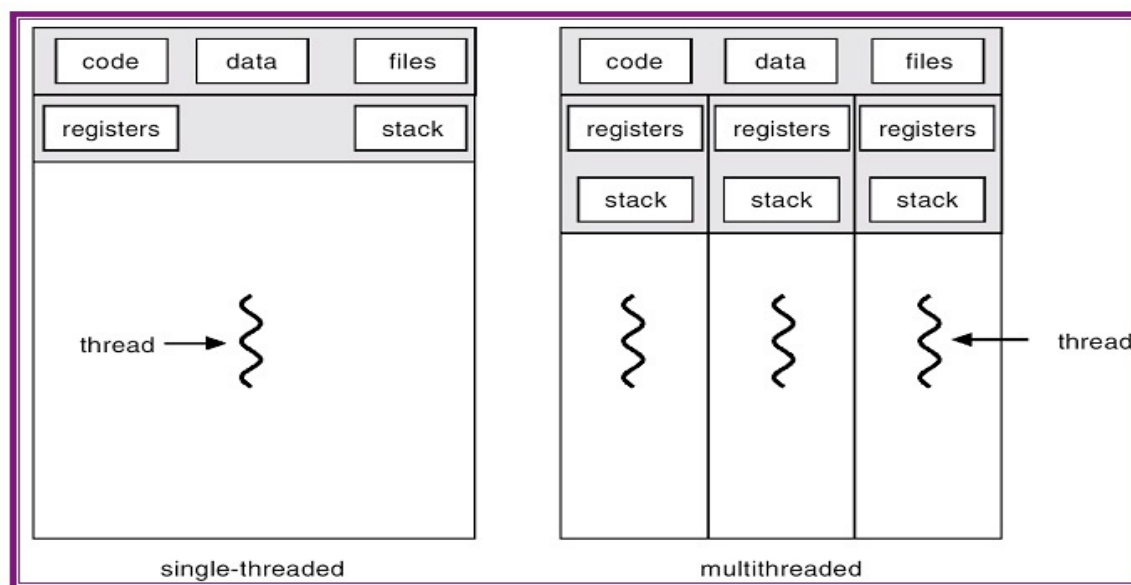 code data files
registers stack
thread
single-threaded
code data files
registers registers registers
stack stack stack
thread
multithreaded